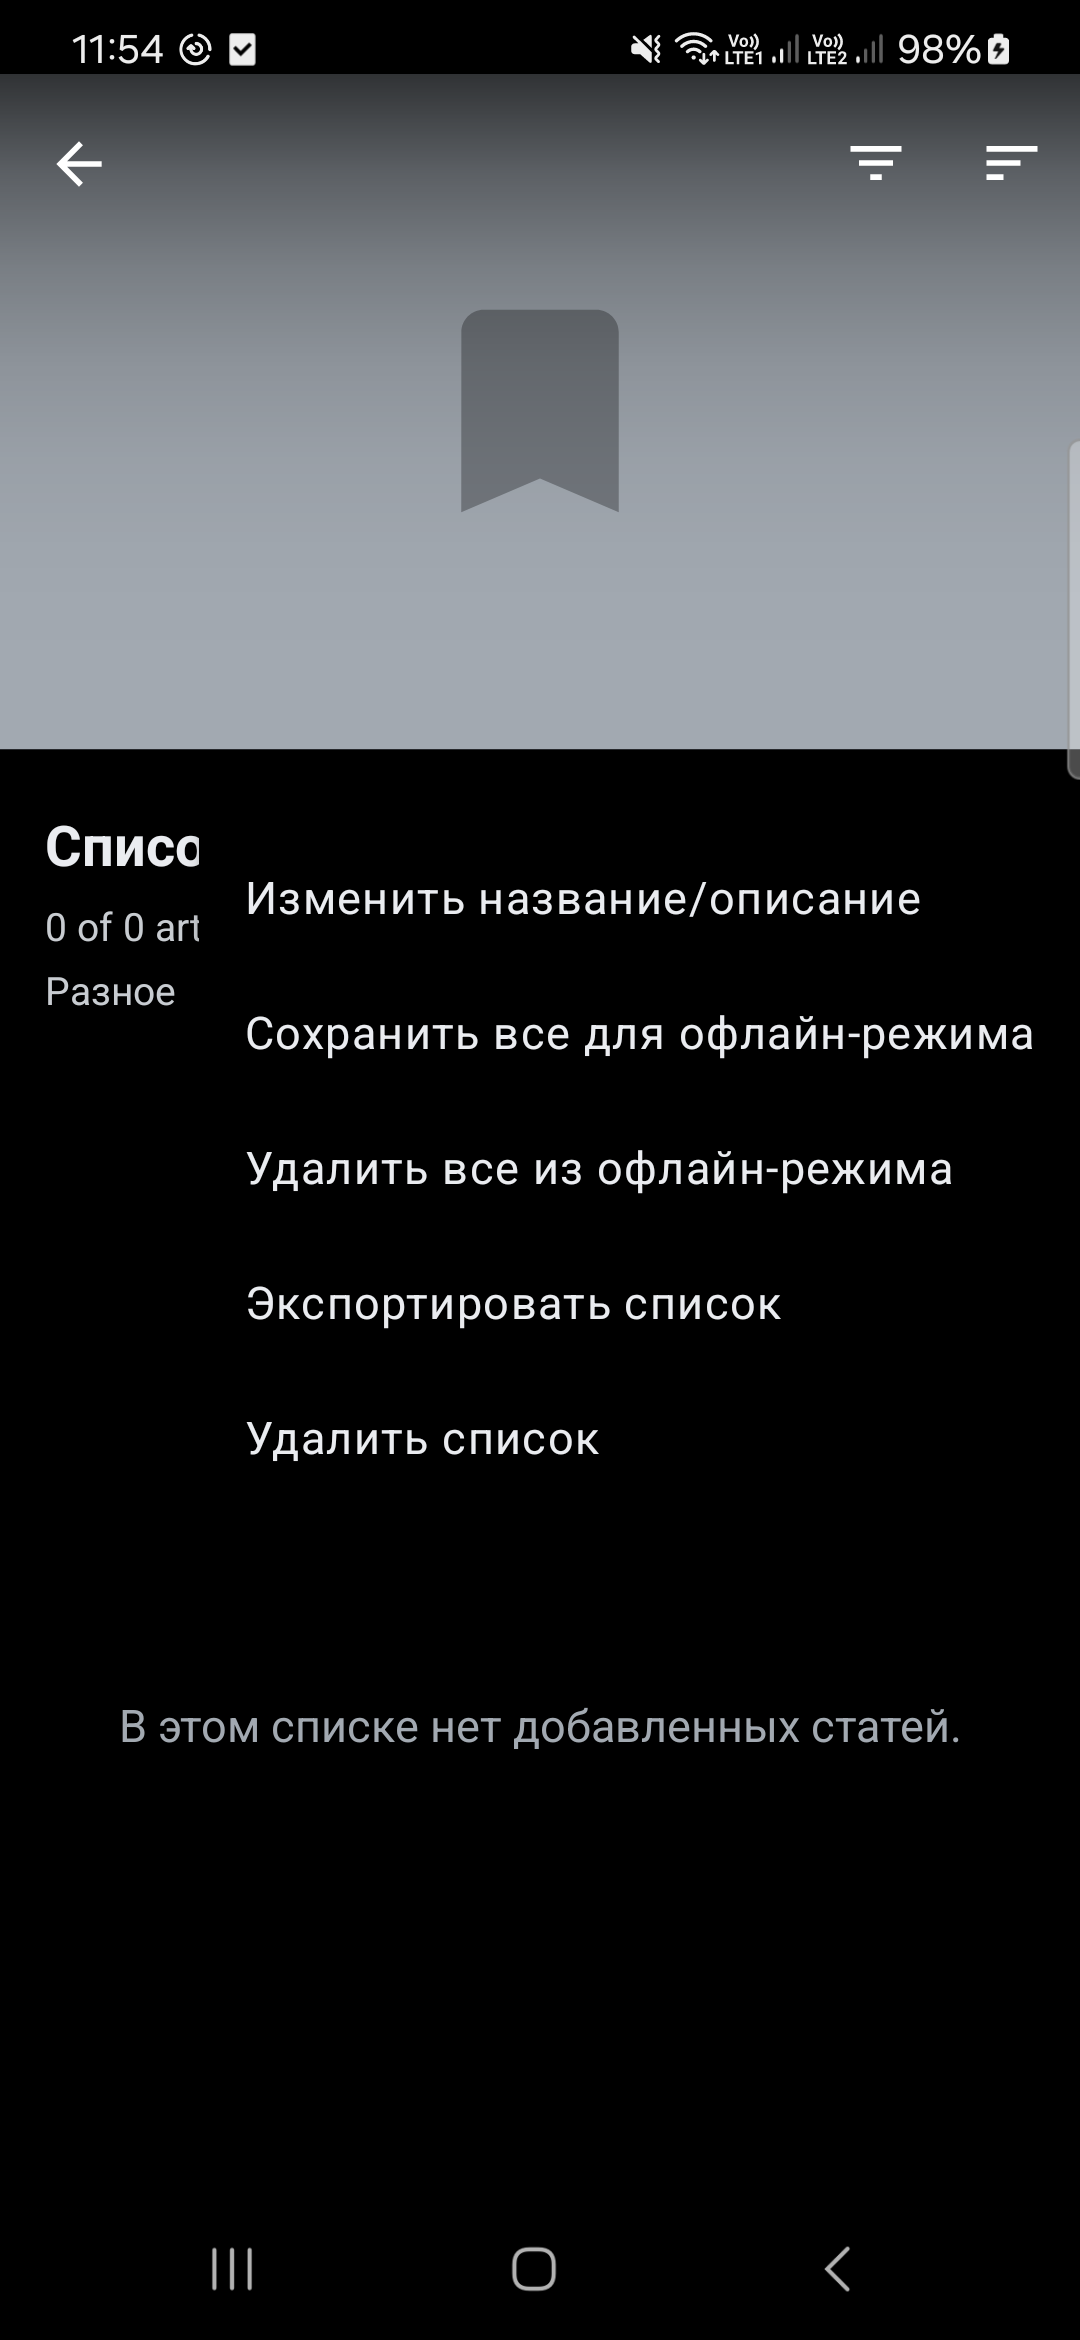 11:54
Vo)) LTE1 Vo)) LTE2 98%
Списо
0 of 0 art
Разное
Изменить название/описание
Сохранить все для офлайн-режима
Удалить все из офлайн-режима
Экспортировать список
Удалить список
В этом списке нет добавленных статей.